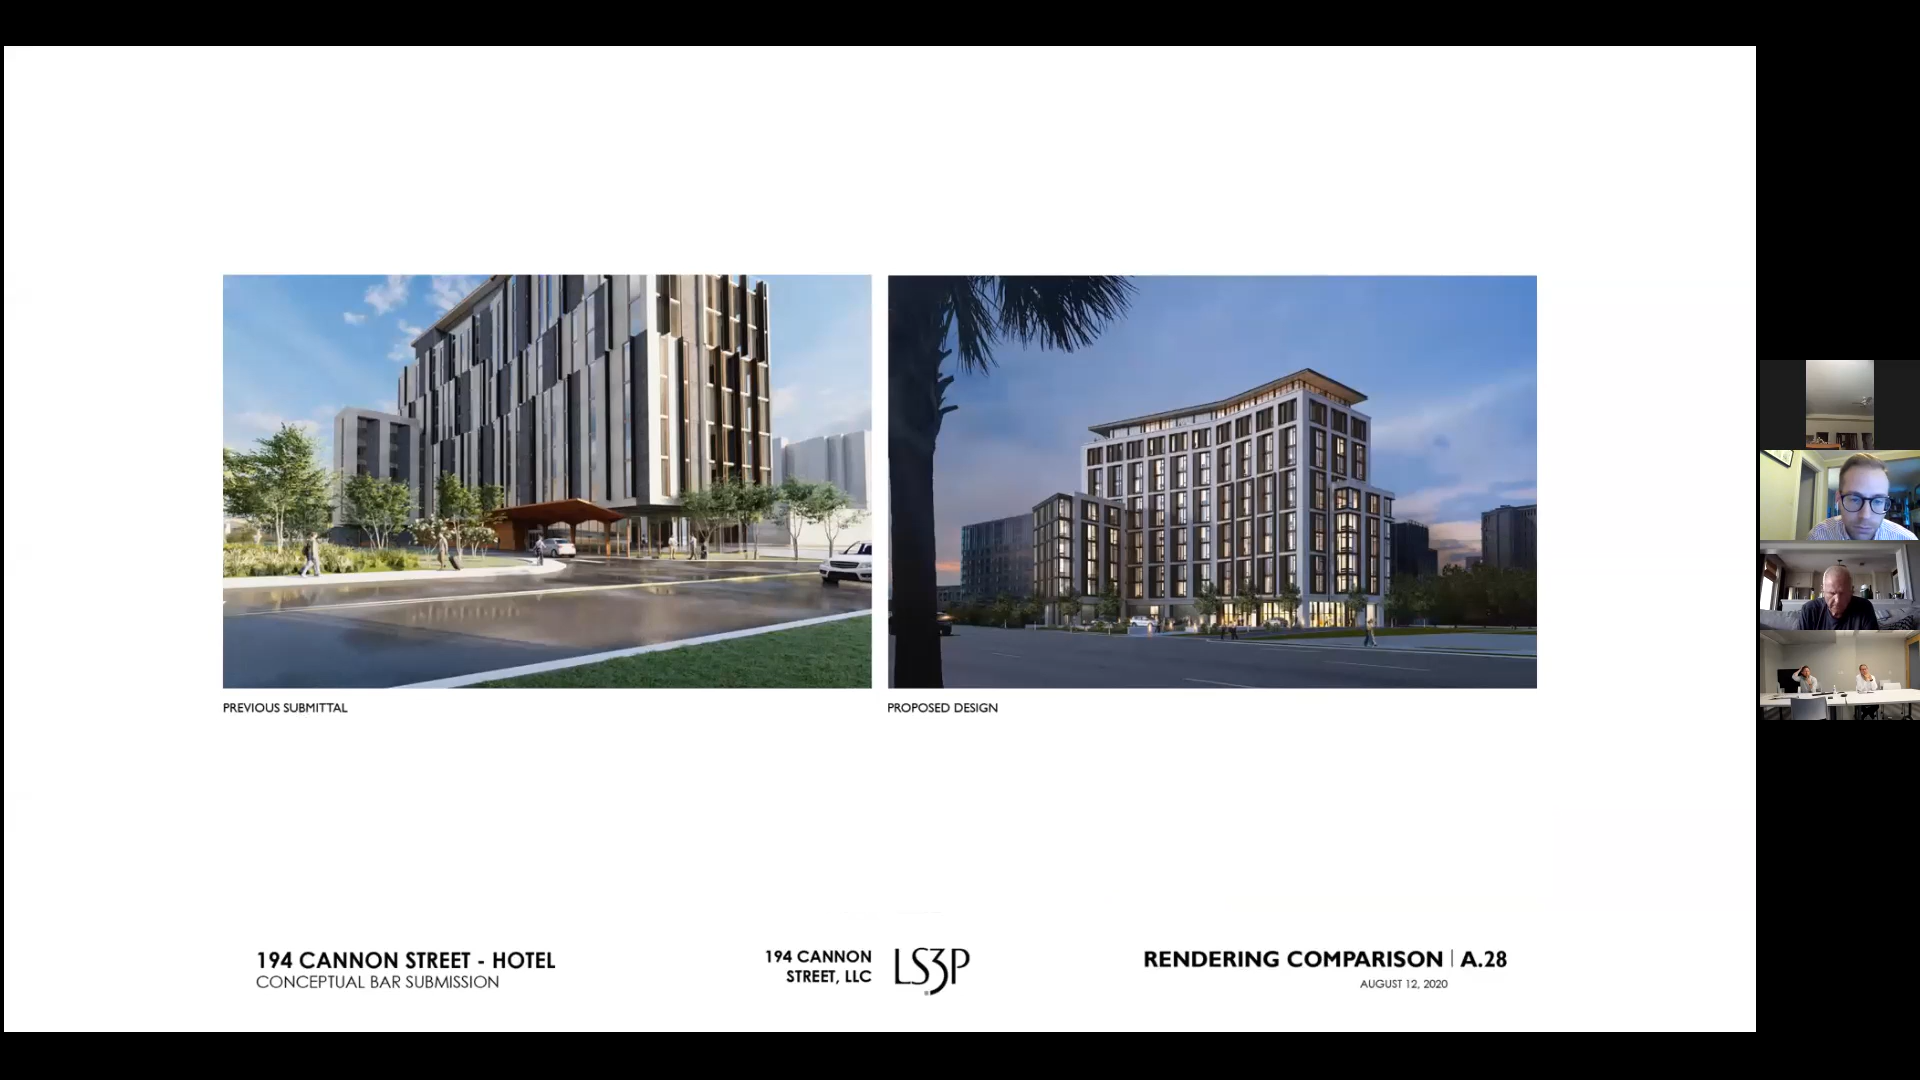 PREVIOUS SUBMITTAL
PROPOSED DESIGN
194 CANNON STREET - HOTEL
CONCEPTUAL BAR SUBMISSION
194 CANNON
STREET, LLC
LS3P
RENDERING COMPARISON | A.28
AUGUST 12, 2020